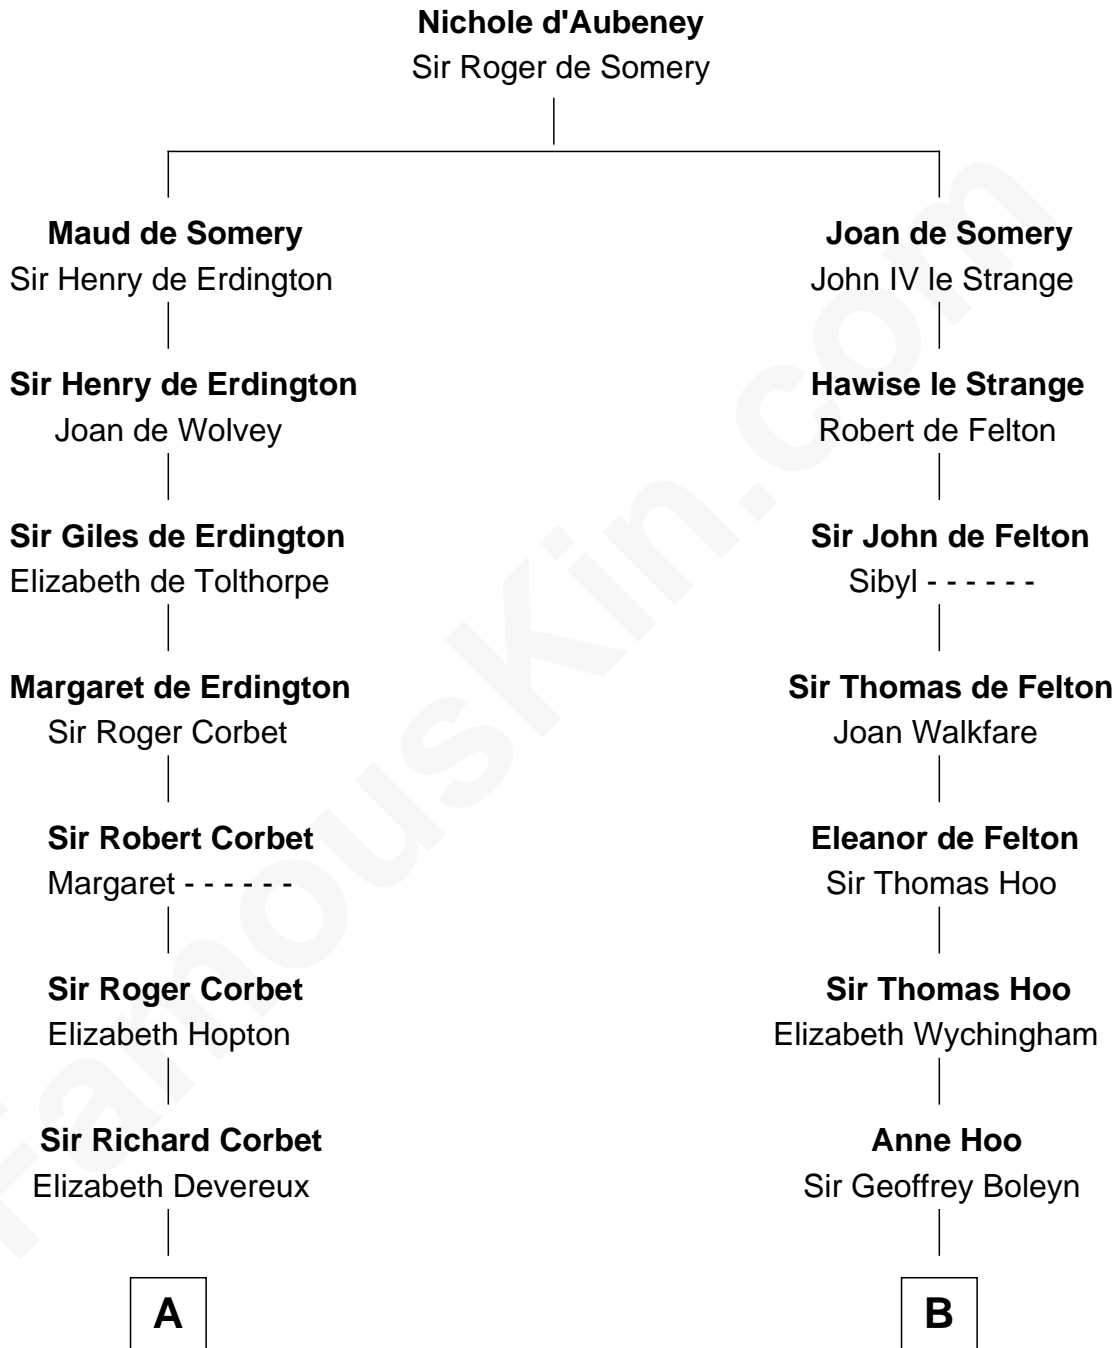 Nichole d'Aubeney
Sir Roger de Somery
Maud de Somery
Sir Henry de Erdington
Joan de Somery
John IV le Strange
Sir Henry de Erdington
Joan de Wolvey
Hawise le Strange
Robert de Felton
Sir Giles de Erdington
Elizabeth de Tolthorpe
Sir John de Felton
Sibyl - - - - - -
Margaret de Erdington
Sir Roger Corbet
Sir Thomas de Felton
Joan Walkfare
Sir Robert Corbet
Margaret - - - - - -
Eleanor de Felton
Sir Thomas Hoo
Sir Roger Corbet
Elizabeth Hopton
Sir Thomas Hoo
Elizabeth Wychingham
Sir Richard Corbet
Elizabeth Devereux
Anne Hoo
Sir Geoffrey Boleyn
A
B
FamousKin.com